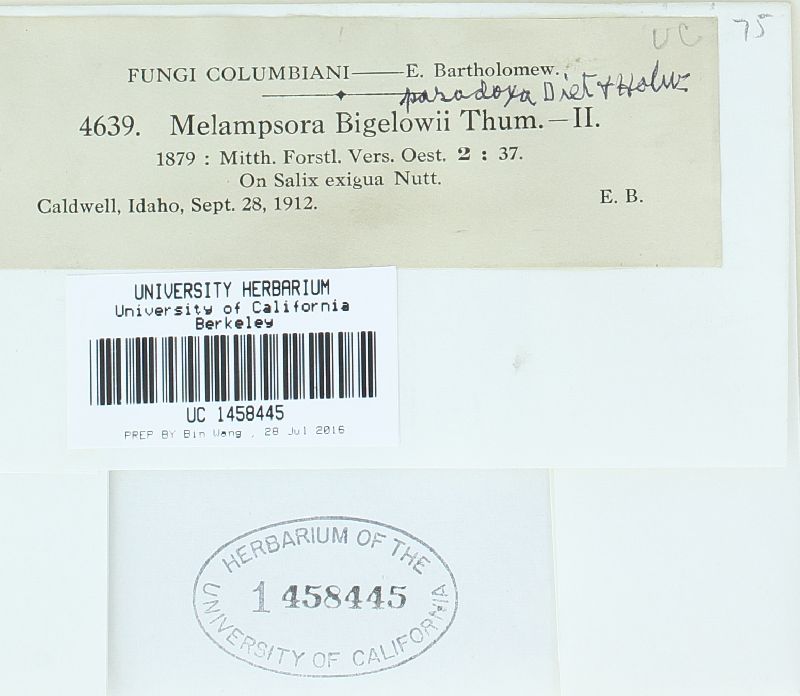 UC 75
FUNGI COLUMBIANI——E. Bartholomew.
paradoxa Diet & Holw
4639. Melampsora Bigelowii Thum.—II.
1879 : Mitth. Forstl. Vers. Oest. 2 : 37.
On Salix exigua Nutt.
Caldwell, Idaho, Sept. 28, 1912. E. B.
UNIVERSITY HERBARIUM
University of California
Berkeley
UC 1458445
PREP BY Bin Wang , 28 Jul 2016
HERBARIUM OF THE
1458445
UNIVERSITY OF CALIFORNIA